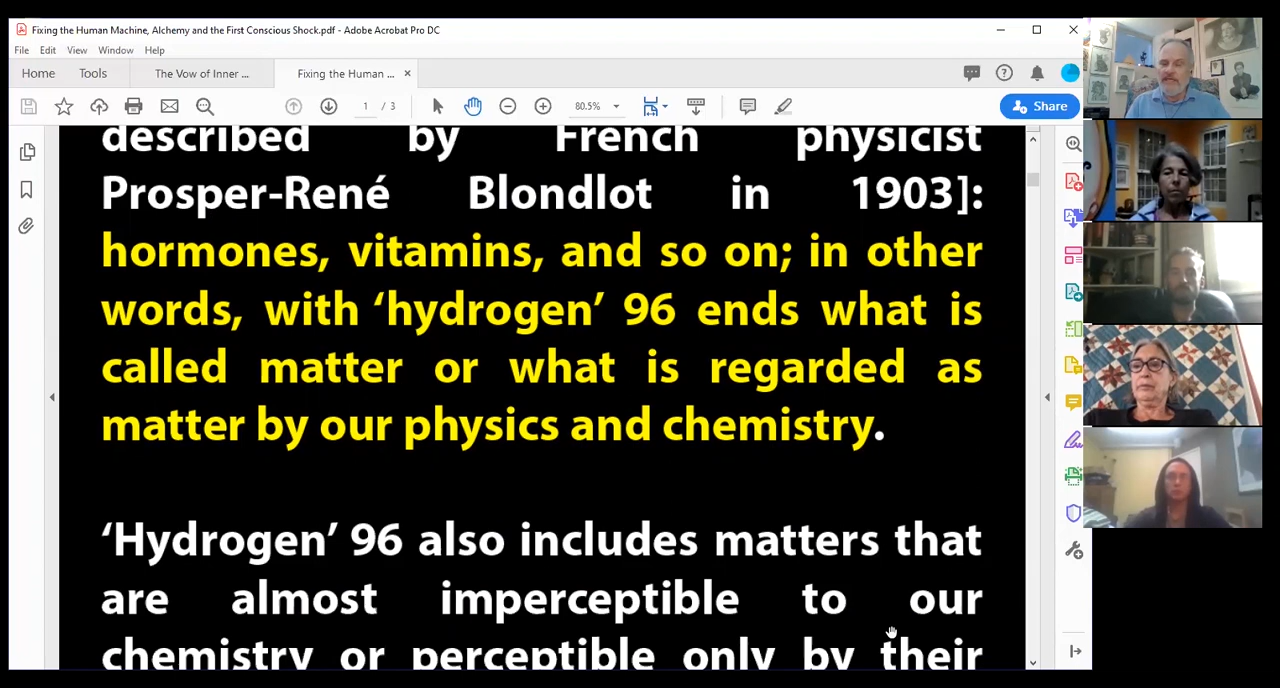 Fixing the Human Machine, Alchemy and the First Conscious Shock.pdf - Adobe Acrobat Pro DC
File Edit View Window Help
Home Tools The Vow of Inner ... Fixing the Human ... ×
1 / 3 80.5% Share
described by French physicist
Prosper-René Blondlot in 1903]:
hormones, vitamins, and so on; in other
words, with ‘hydrogen’ 96 ends what is
called matter or what is regarded as
matter by our physics and chemistry.
‘Hydrogen’ 96 also includes matters that
are almost imperceptible to our
chemistry or perceptible only by their